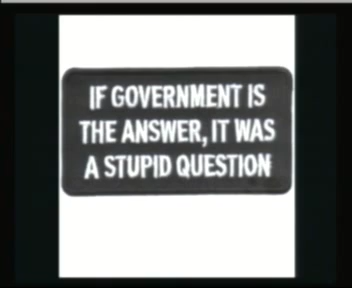 IF GOVERNMENT IS
THE ANSWER, IT WAS
A STUPID QUESTION